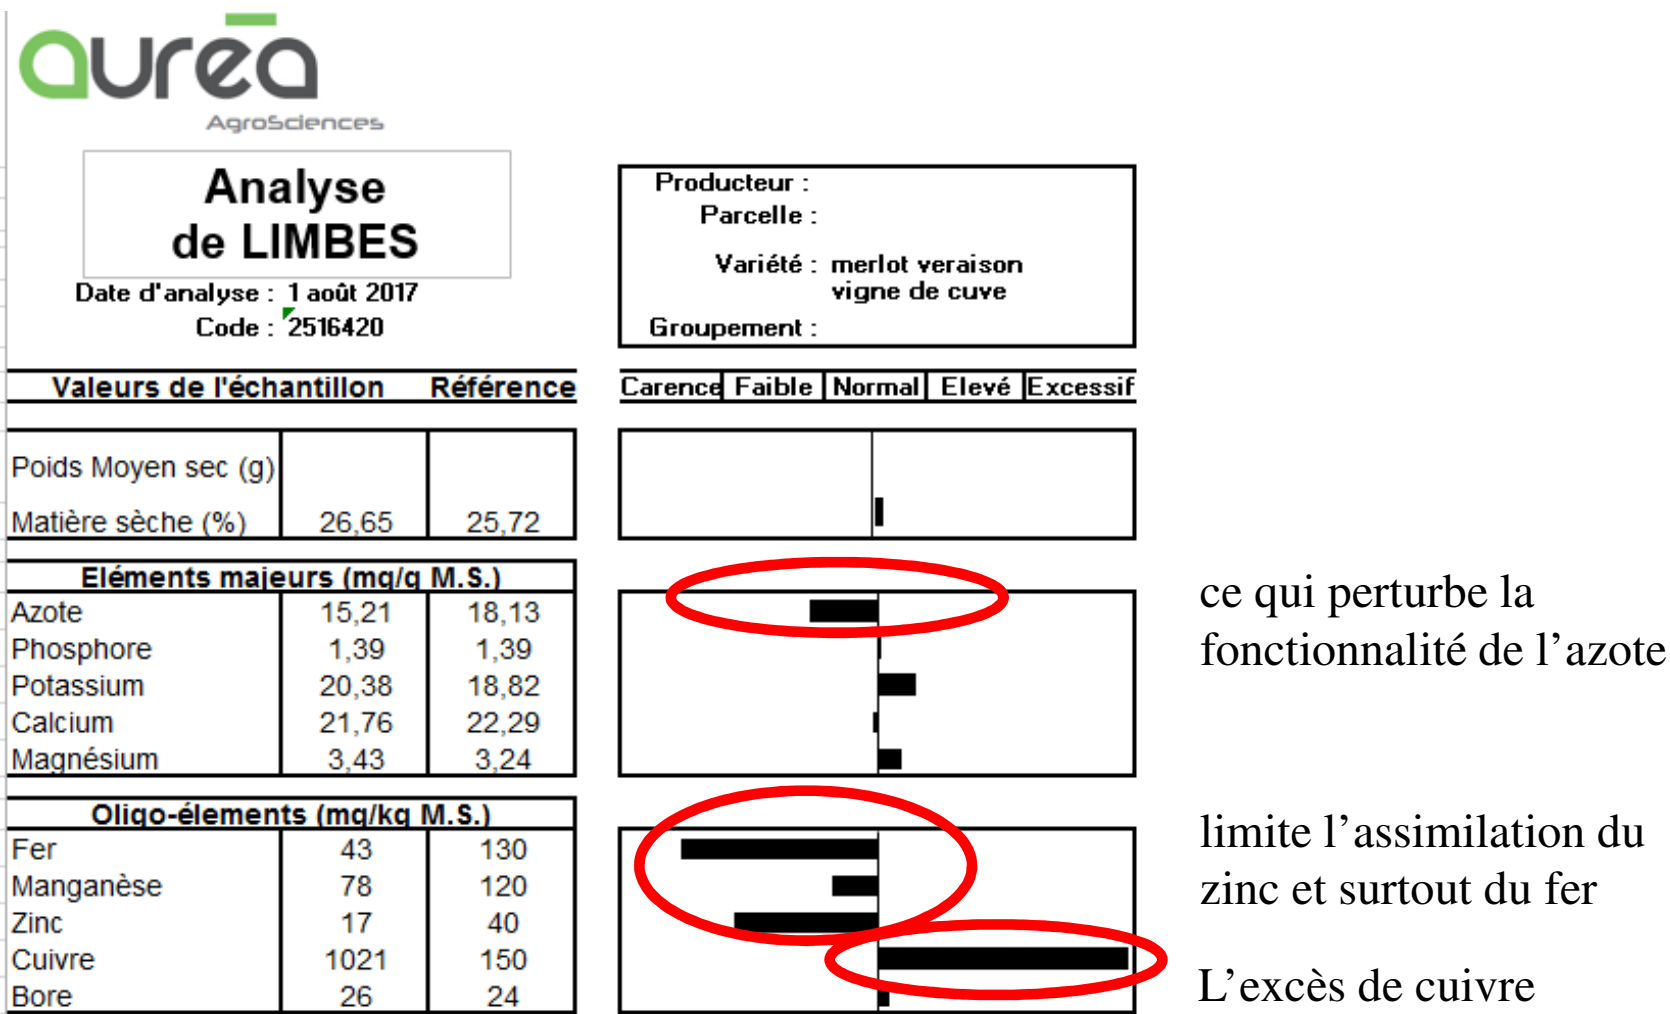 aurēa
AgroSciences
Analyse
de LIMBES
Date d'analyse : 1 août 2017
Code : 2516420
Producteur :
Parcelle :
Variété : merlot veraison
vigne de cuve
Groupement :
Valeurs de l'échantillon Référence
Carence Faible Normal Elevé Excessif
Poids Moyen sec (g)
Matière sèche (%) 26,65 25,72
Eléments majeurs (mg/g M.S.)
Azote 15,21 18,13
Phosphore 1,39 1,39
Potassium 20,38 18,82
Calcium 21,76 22,29
Magnésium 3,43 3,24
ce qui perturbe la
fonctionnalité de l’azote
Oligo-élements (mg/kg M.S.)
Fer 43 130
Manganèse 78 120
Zinc 17 40
Cuivre 1021 150
Bore 26 24
limite l’assimilation du
zinc et surtout du fer
L’excès de cuivre